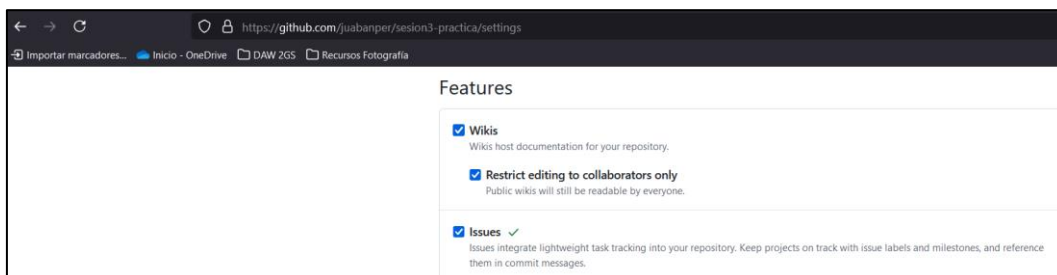 https://github.com/juabanper/sesion3-practica/settings
Importar marcadores... Inicio - OneDrive DAW 2GS Recursos Fotografía
Features
Wikis
Wikis host documentation for your repository.
Restrict editing to collaborators only
Public wikis will still be readable by everyone.
Issues
Issues integrate lightweight task tracking into your repository. Keep projects on track with issue labels and milestones, and reference
them in commit messages.